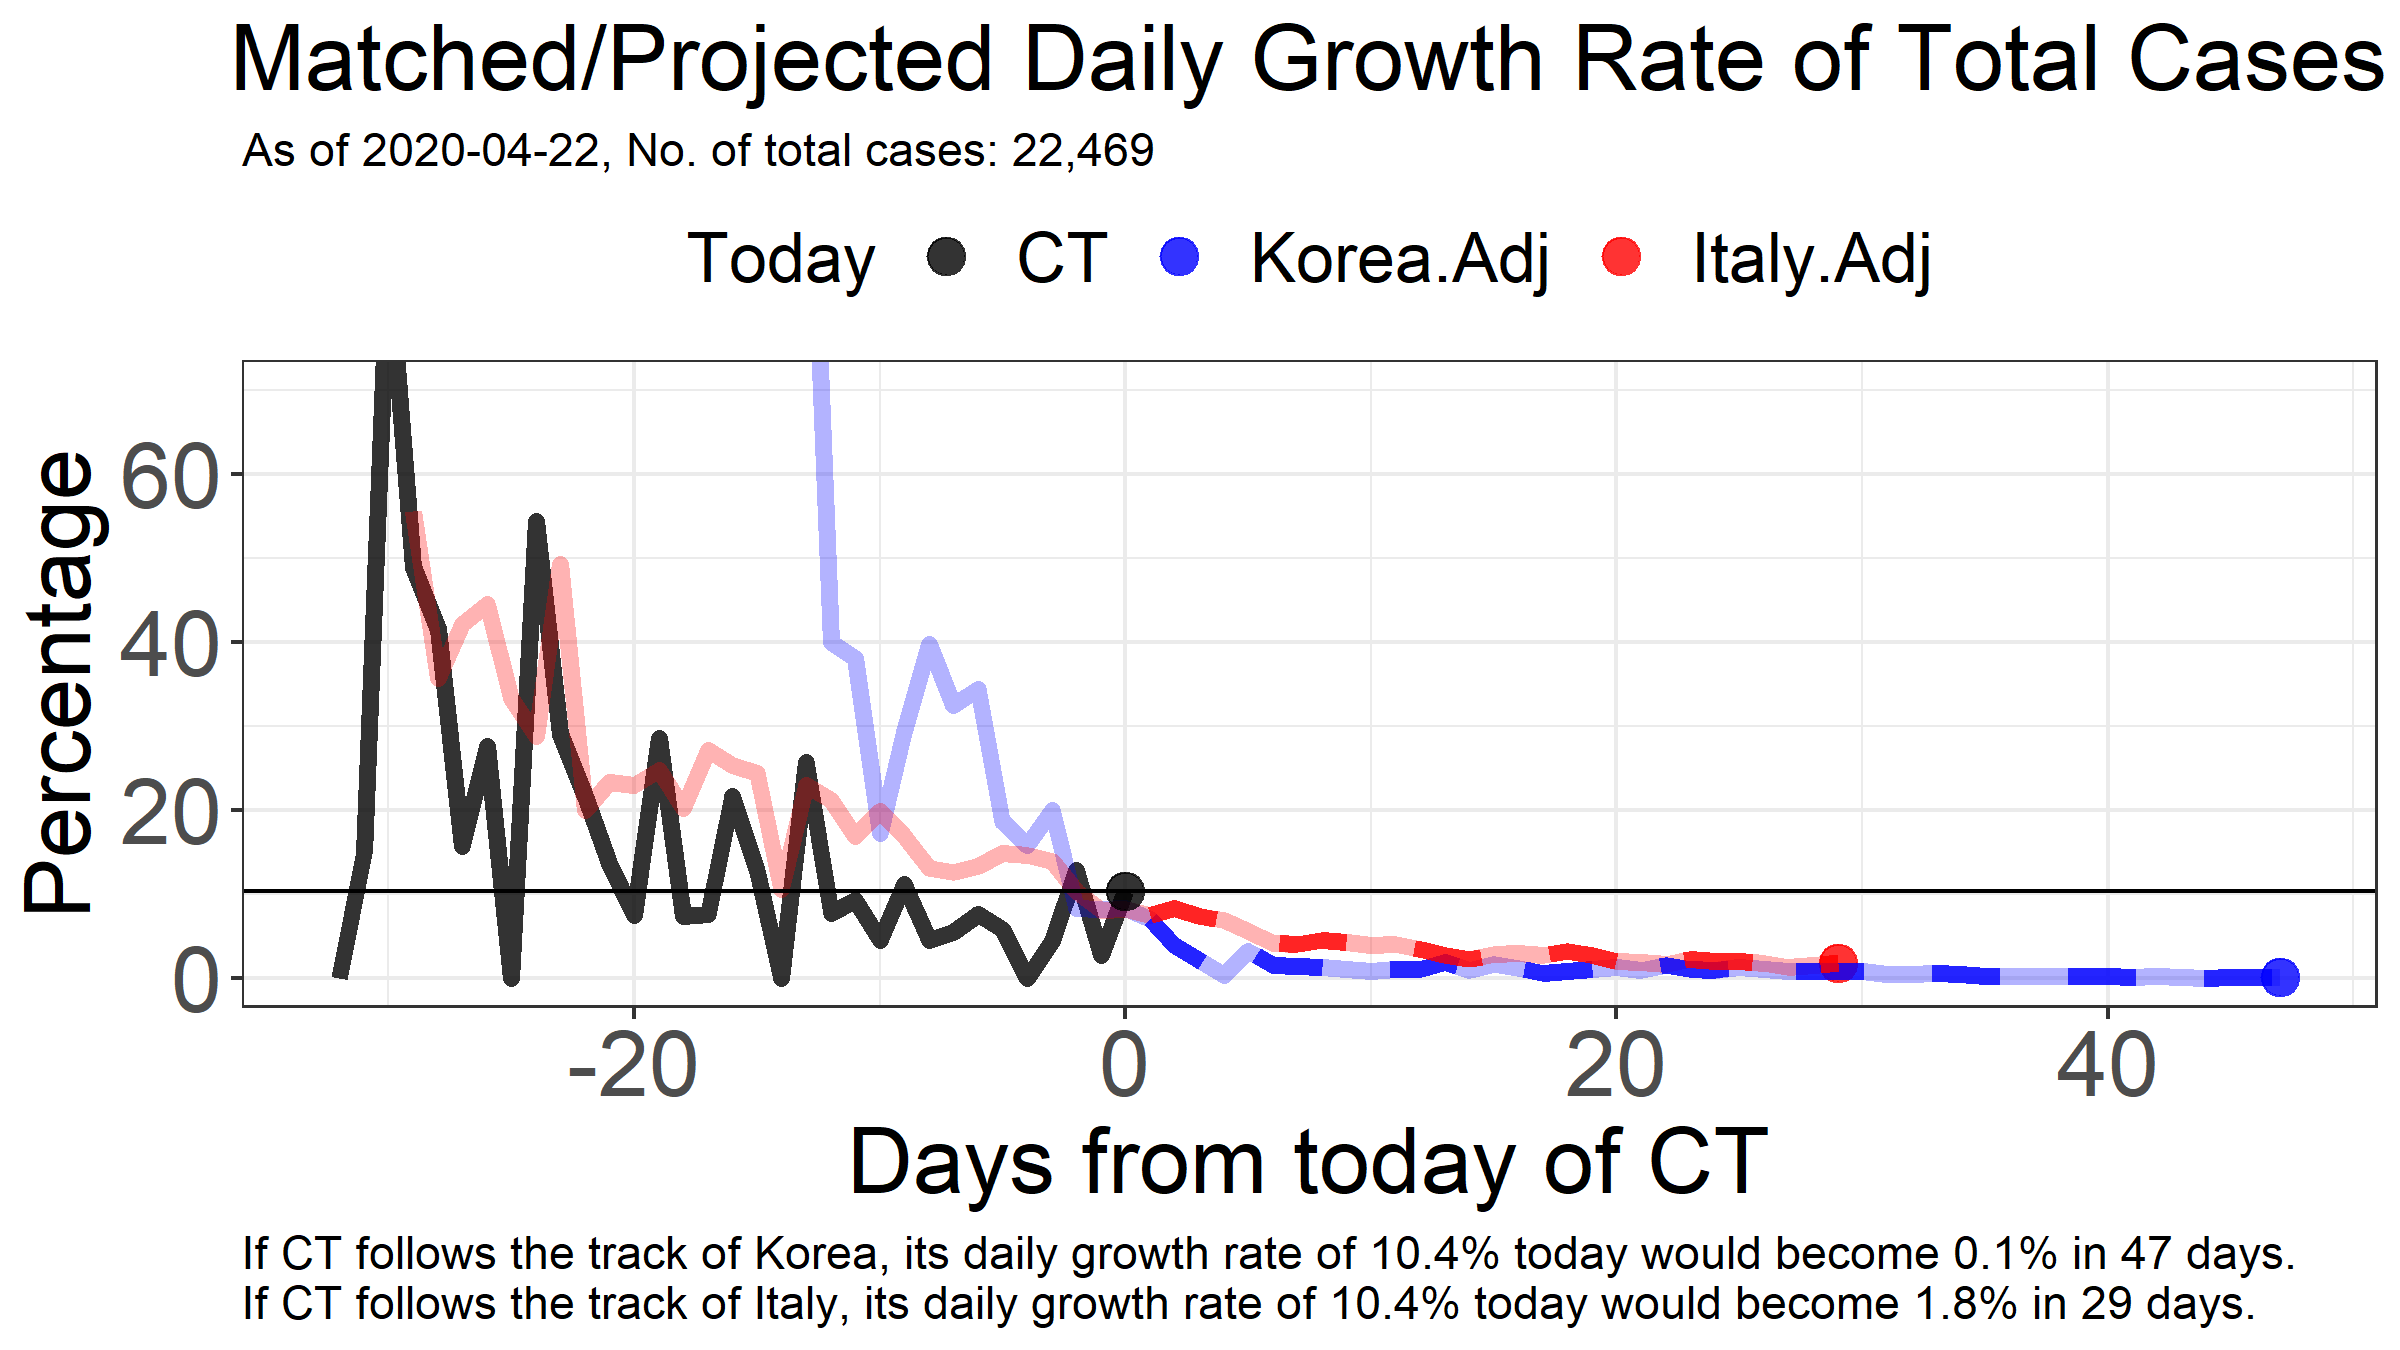 Matched/Projected Daily Growth Rate of Total Cases
As of 2020-04-22, No. of total cases: 22,469
Today CT Korea.Adj Italy.Adj
Percentage
60
40
20
0
-20 0 20 40
Days from today of CT
If CT follows the track of Korea, its daily growth rate of 10.4% today would become 0.1% in 47 days.
If CT follows the track of Italy, its daily growth rate of 10.4% today would become 1.8% in 29 days.